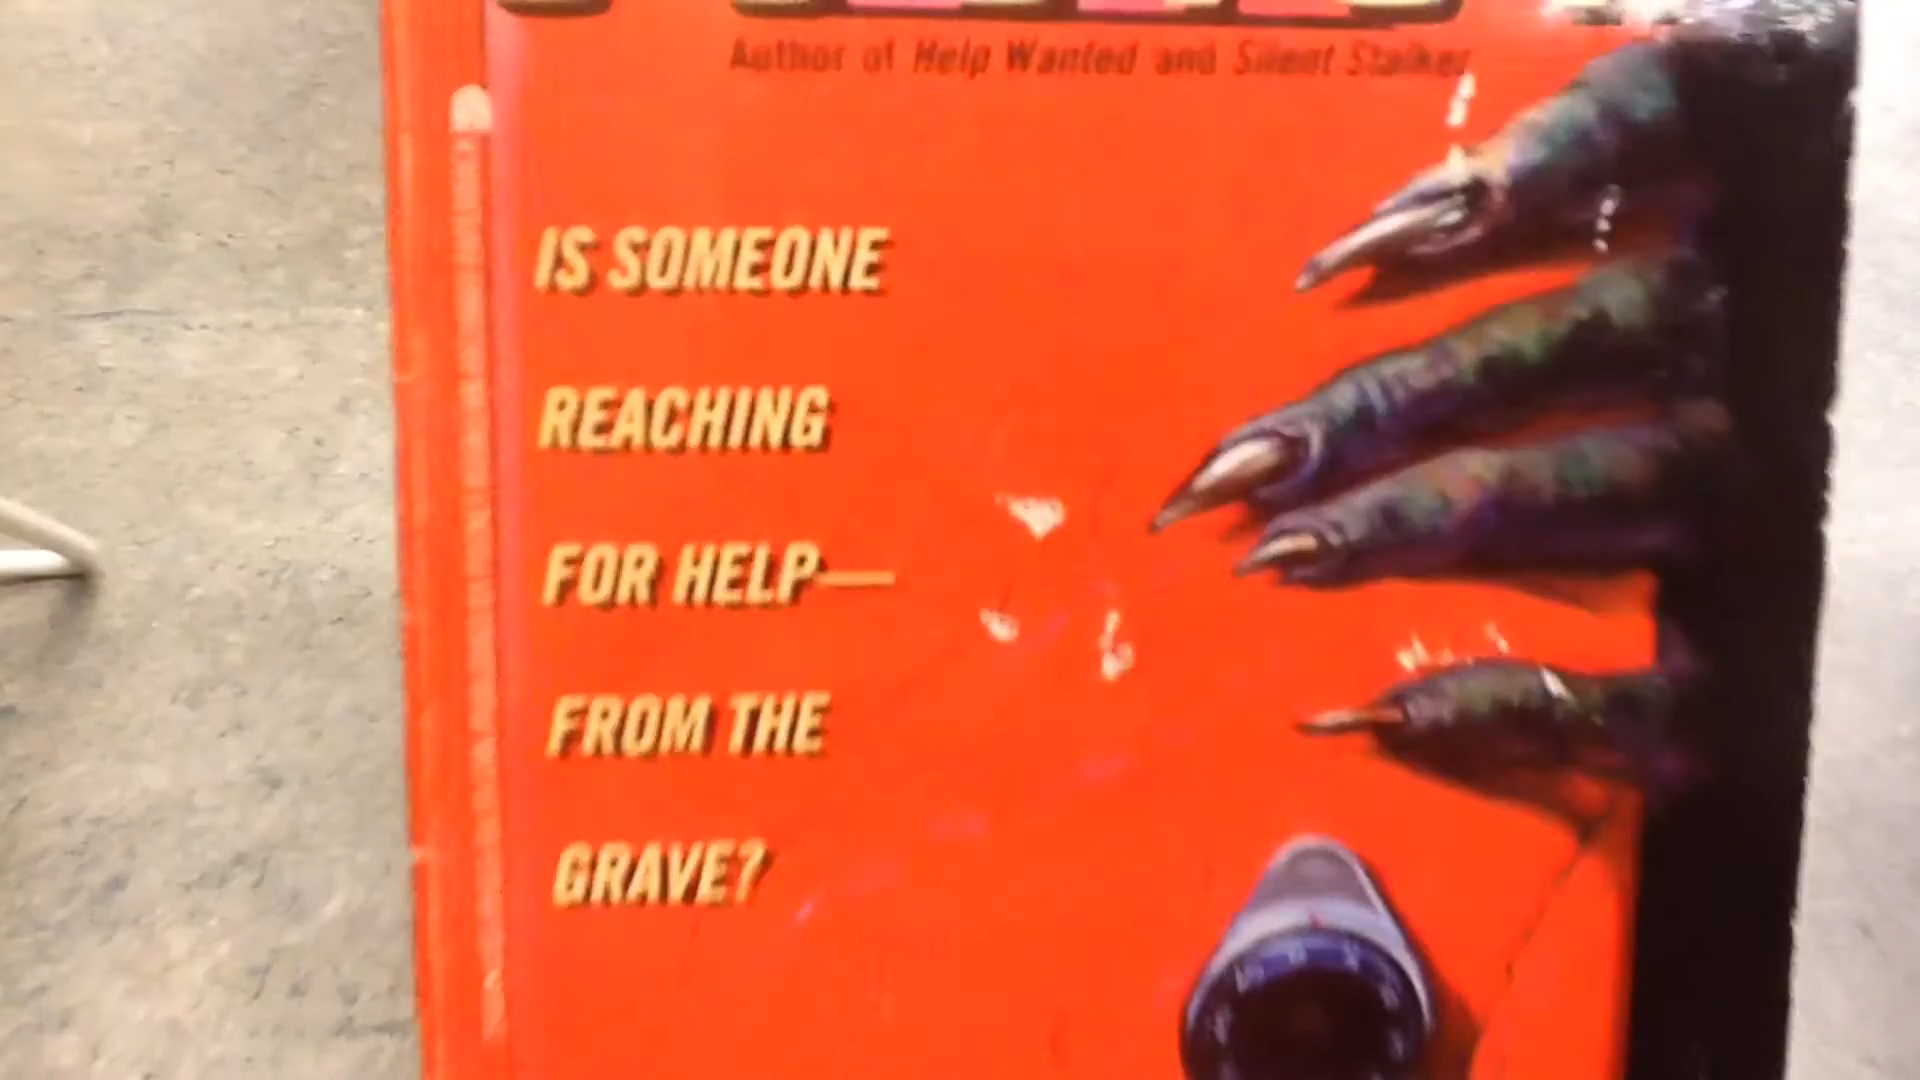 Author of Help Wanted and Silent Stalker
IS SOMEONE
REACHING
FOR HELP—
FROM THE
GRAVE?